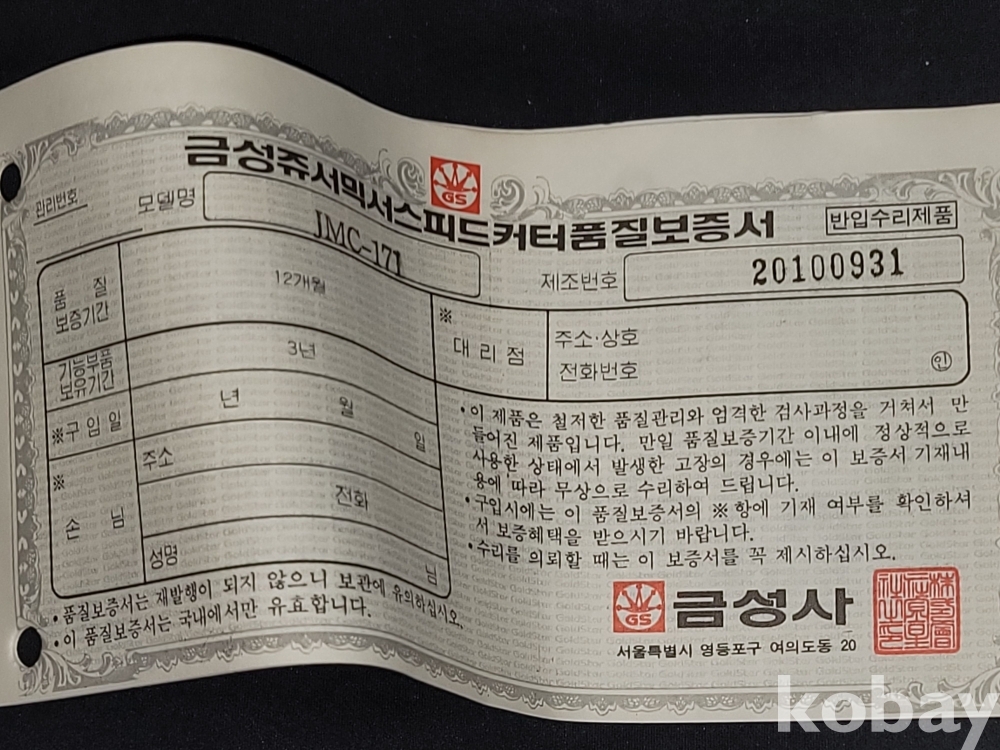 금성쥬서믹서스피드커터품질보증서
GS
반입수리제품
관리번호
모델명
JMC-171
제조번호
20100931
품질
보증기간
12개월
기능부품
보유기간
3년
※구입일
년 월 일
※
손님
주소
전화
성명
님
※
대리점
주소·상호
전화번호
인
•이 제품은 철저한 품질관리와 엄격한 검사과정을 거쳐서 만
들어진 제품입니다. 만일 품질보증기간 이내에 정상적으로
사용한 상태에서 발생한 고장의 경우에는 이 보증서 기재내
용에 따라 무상으로 수리하여 드립니다.
•구입시에는 이 품질보증서의 ※항에 기재 여부를 확인하셔
서 보증혜택을 받으시기 바랍니다.
•수리를 의뢰할 때는 이 보증서를 꼭 제시하십시오.
•품질보증서는 재발행이 되지 않으니 보관에 유의하십시오.
•이 품질보증서는 국내에서만 유효합니다.
GS
금성사
서울특별시 영등포구 여의도동 20
kobay